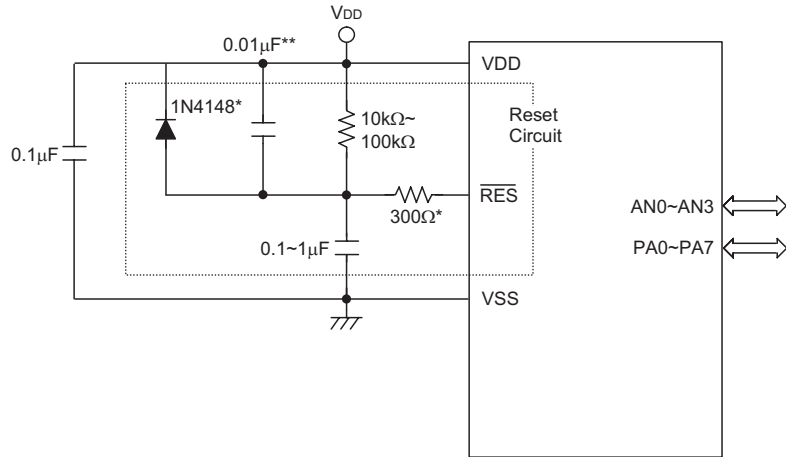 VDD
0.01μF**
VDD
1N4148*
10kΩ~
100kΩ
Reset
Circuit
0.1μF
RES
300Ω*
AN0~AN3
0.1~1μF
PA0~PA7
VSS